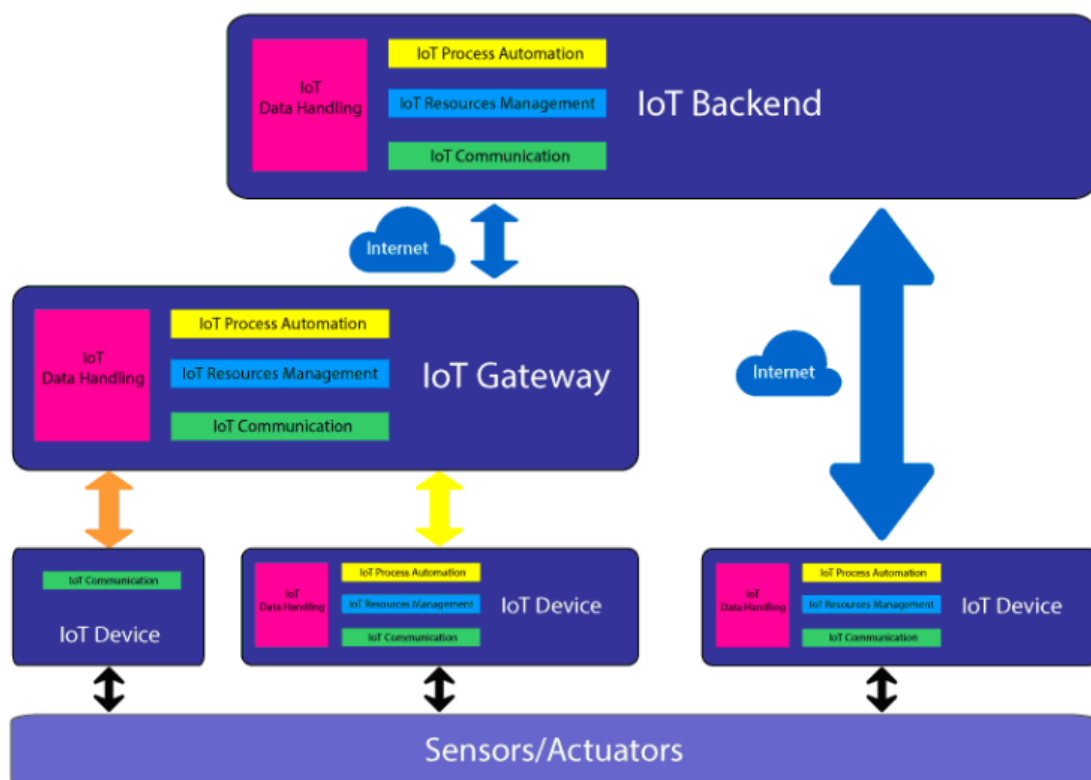 IoT
Data Handling
IoT Process Automation
IoT Resources Management
IoT Communication
IoT Backend
Internet
IoT
Data Handling
IoT Process Automation
IoT Resources Management
IoT Communication
IoT Gateway
Internet
IoT Communication
IoT Device
IoT
Data Handling
IoT Process Automation
IoT Resources Management
IoT Communication
IoT Device
IoT
Data Handling
IoT Process Automation
IoT Resources Management
IoT Communication
IoT Device
Sensors/Actuators